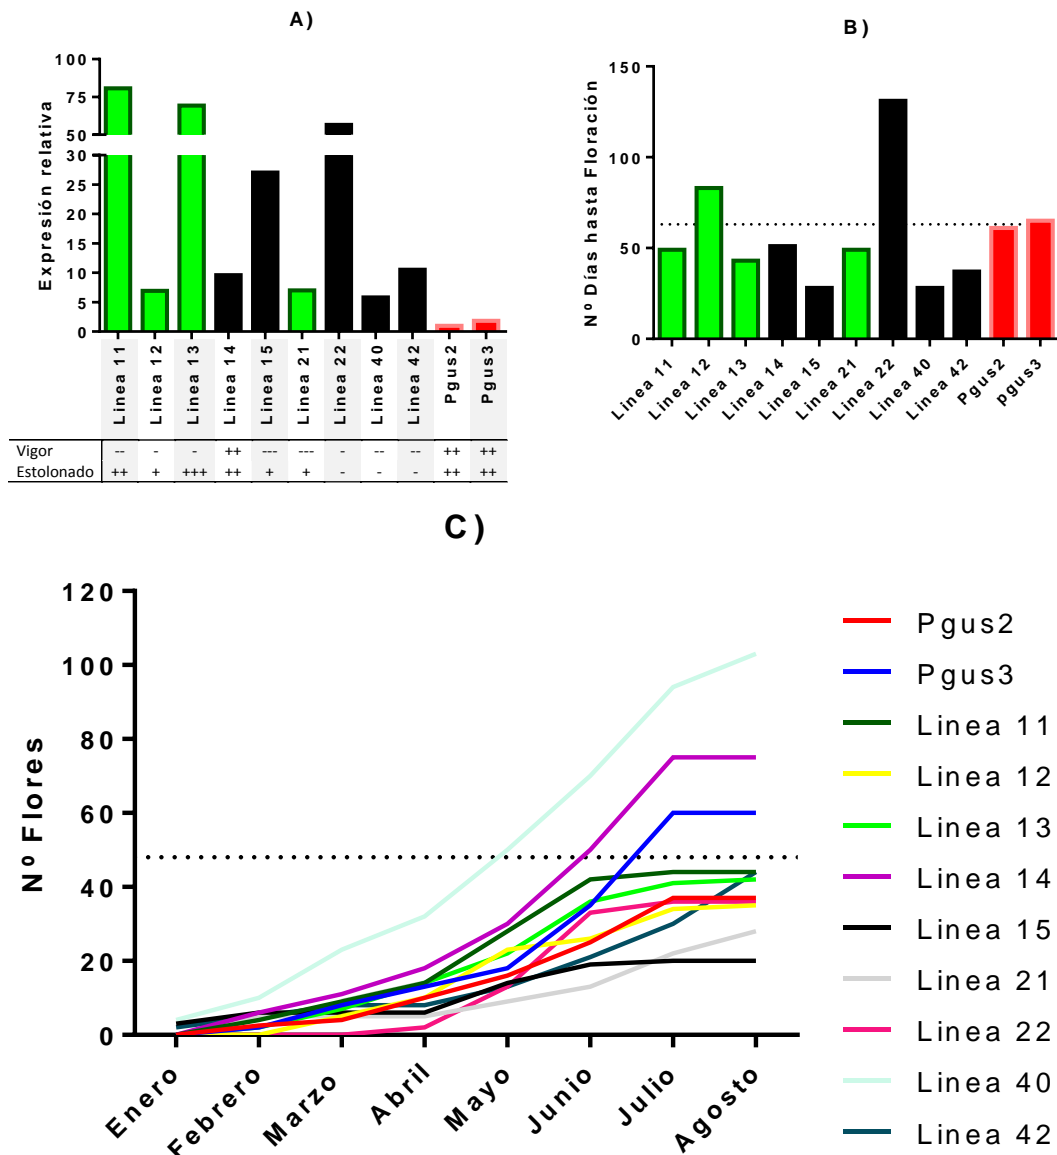 A)
Expresión relativa
100
75
50
30
25
20
15
10
5
0
Linea 11
Linea 12
Linea 13
Linea 14
Linea 15
Linea 21
Linea 22
Linea 40
Linea 42
Pgus2
Pgus3
Vigor -- - - ++ --- --- - -- -- ++ ++
Estolonado ++ + +++ ++ + + - - - ++ ++
B)
Nº Días hasta Floración
150
100
50
0
Linea 11
Linea 12
Linea 13
Linea 14
Linea 15
Linea 21
Linea 22
Linea 40
Linea 42
Pgus2
pgus3
C)
Nº Flores
120
100
80
60
40
20
0
Enero
Febrero
Marzo
Abril
Mayo
Junio
Julio
Agosto
Pgus2
Pgus3
Linea 11
Linea 12
Linea 13
Linea 14
Linea 15
Linea 21
Linea 22
Linea 40
Linea 42